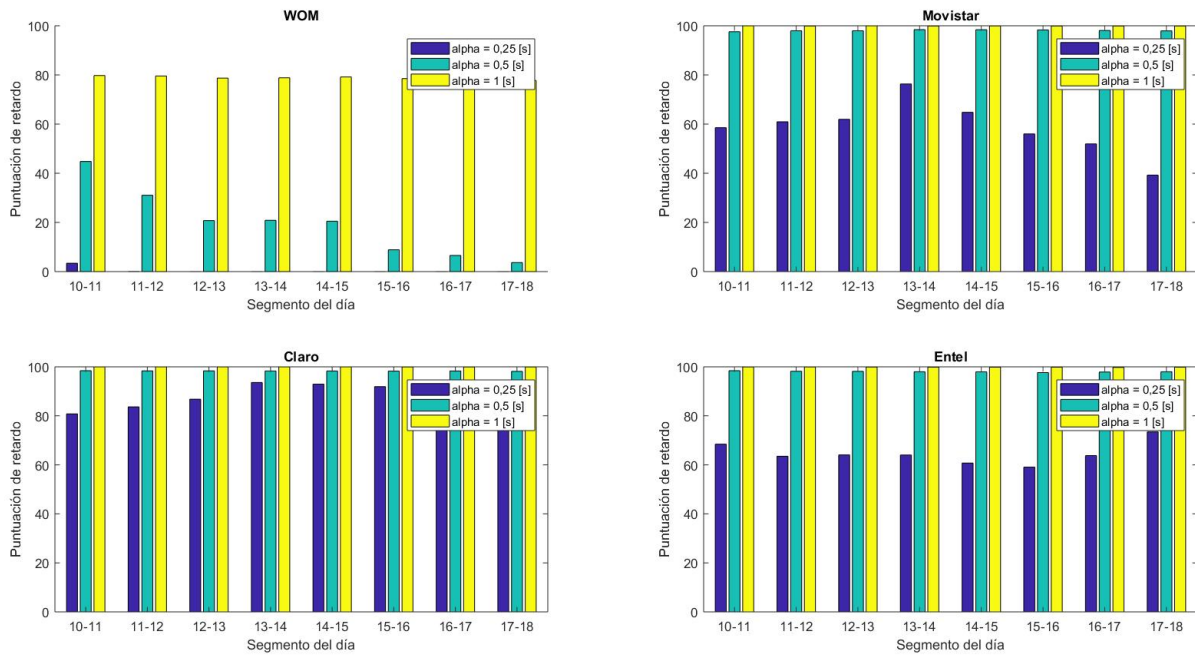 WOM
100
80
60
40
20
0
Puntuación de retardo
alpha = 0,25 [s]
alpha = 0,5 [s]
alpha = 1 [s]
10-11 11-12 12-13 13-14 14-15 15-16 16-17 17-18
Segmento del día
Movistar
100
80
60
40
20
0
Puntuación de retardo
alpha = 0,25 [s]
alpha = 0,5 [s]
alpha = 1 [s]
10-11 11-12 12-13 13-14 14-15 15-16 16-17 17-18
Segmento del día
Claro
100
80
60
40
20
0
Puntuación de retardo
alpha = 0,25 [s]
alpha = 0,5 [s]
alpha = 1 [s]
10-11 11-12 12-13 13-14 14-15 15-16 16-17 17-18
Segmento del día
Entel
100
80
60
40
20
0
Puntuación de retardo
alpha = 0,25 [s]
alpha = 0,5 [s]
alpha = 1 [s]
10-11 11-12 12-13 13-14 14-15 15-16 16-17 17-18
Segmento del día